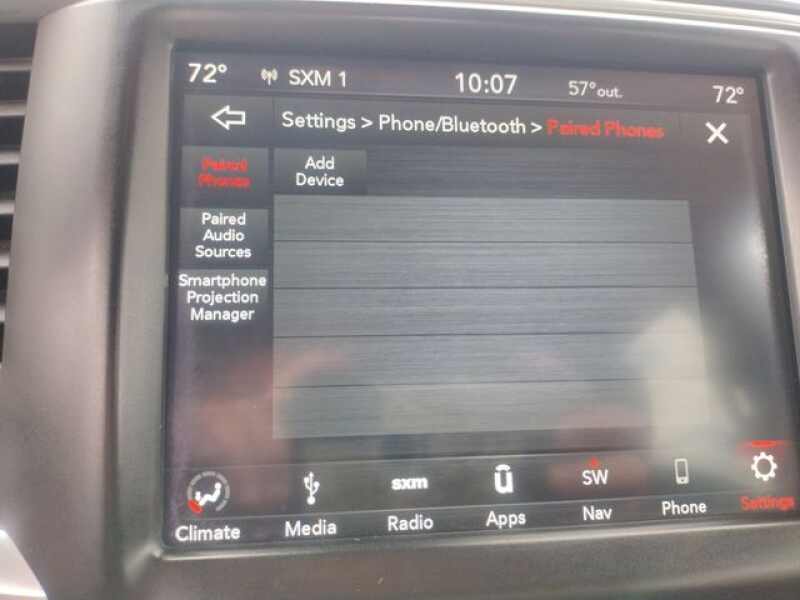 72° SXM 1 10:07 57°out. 72°
Settings > Phone/Bluetooth > Paired Phones
Paired
Phones
Add
Device
Paired
Audio
Sources
Smartphone
Projection
Manager
SW
sxm
Climate Media Radio Apps Nav Phone Settings